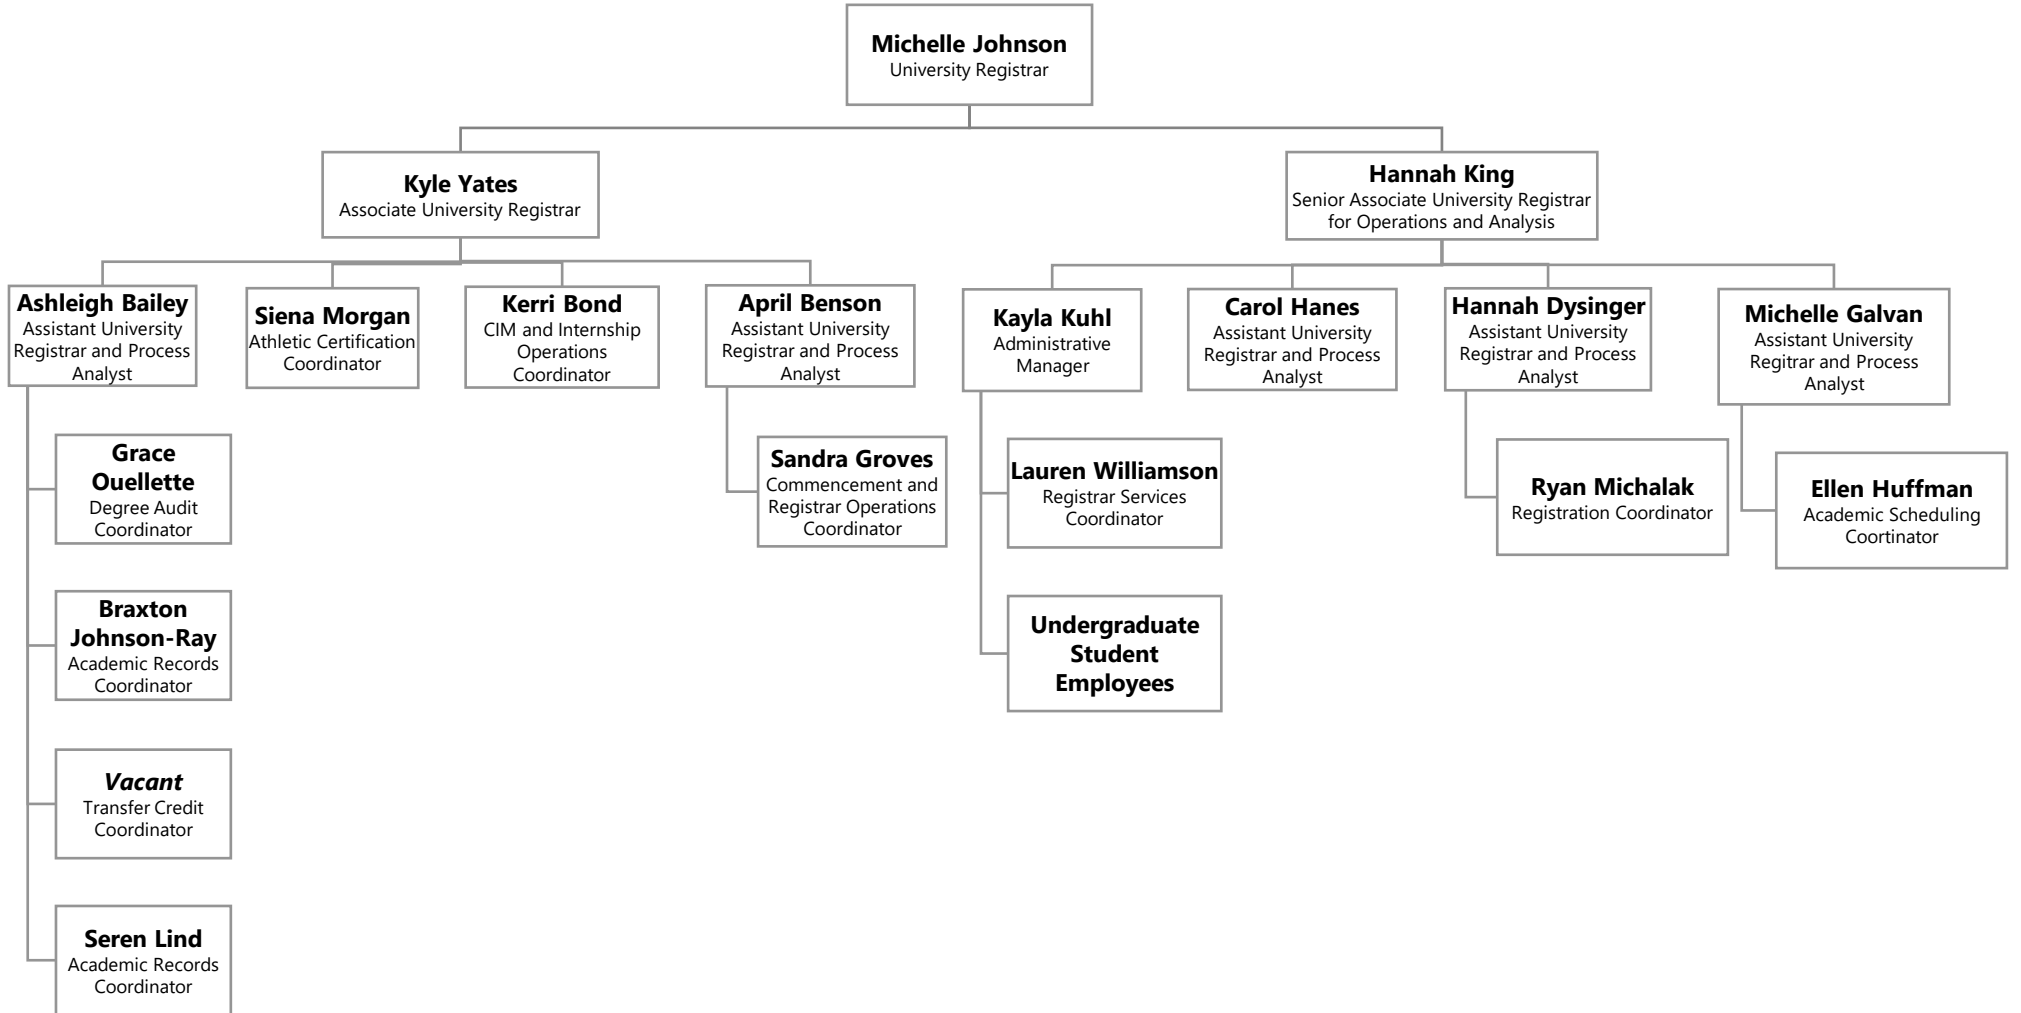 Michelle Johnson
University Registrar
Kyle Yates
Associate University Registrar
Hannah King
Senior Associate University Registrar
for Operations and Analysis
Ashleigh Bailey
Assistant University
Registrar and Process
Analyst
Siena Morgan
Athletic Certification
Coordinator
Kerri Bond
CIM and Internship
Operations
Coordinator
April Benson
Assistant University
Registrar and Process
Analyst
Kayla Kuhl
Administrative
Manager
Carol Hanes
Assistant University
Registrar and Process
Analyst
Hannah Dysinger
Assistant University
Registrar and Process
Analyst
Michelle Galvan
Assistant University
Regitrar and Process
Analyst
Grace
Ouellette
Degree Audit
Coordinator
Sandra Groves
Commencement and
Registrar Operations
Coordinator
Lauren Williamson
Registrar Services
Coordinator
Ryan Michalak
Registration Coordinator
Ellen Huffman
Academic Scheduling
Coortinator
Braxton
Johnson-Ray
Academic Records
Coordinator
Undergraduate
Student
Employees
Vacant
Transfer Credit
Coordinator
Seren Lind
Academic Records
Coordinator